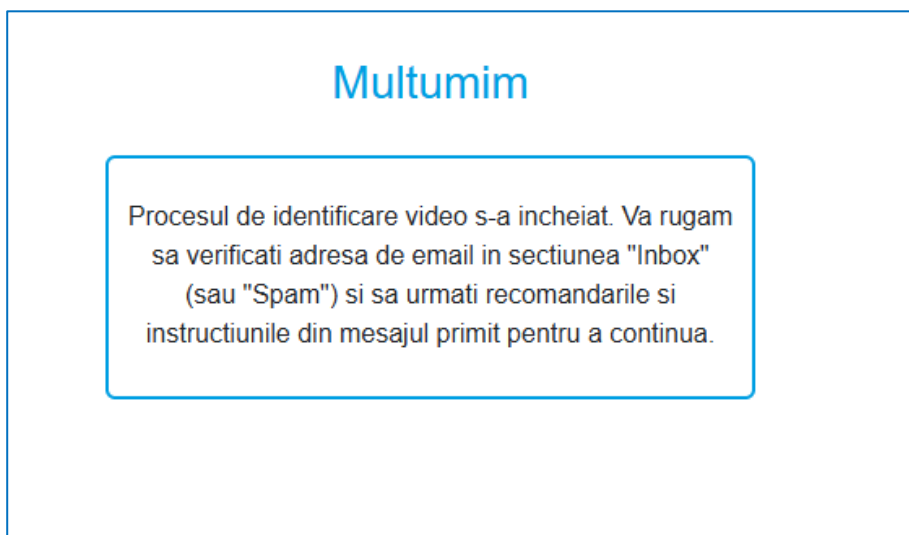 Multumim
Procesul de identificare video s-a incheiat. Va rugam
sa verificati adresa de email in sectiunea "Inbox"
(sau "Spam") si sa urmati recomandarile si
instructiunile din mesajul primit pentru a continua.